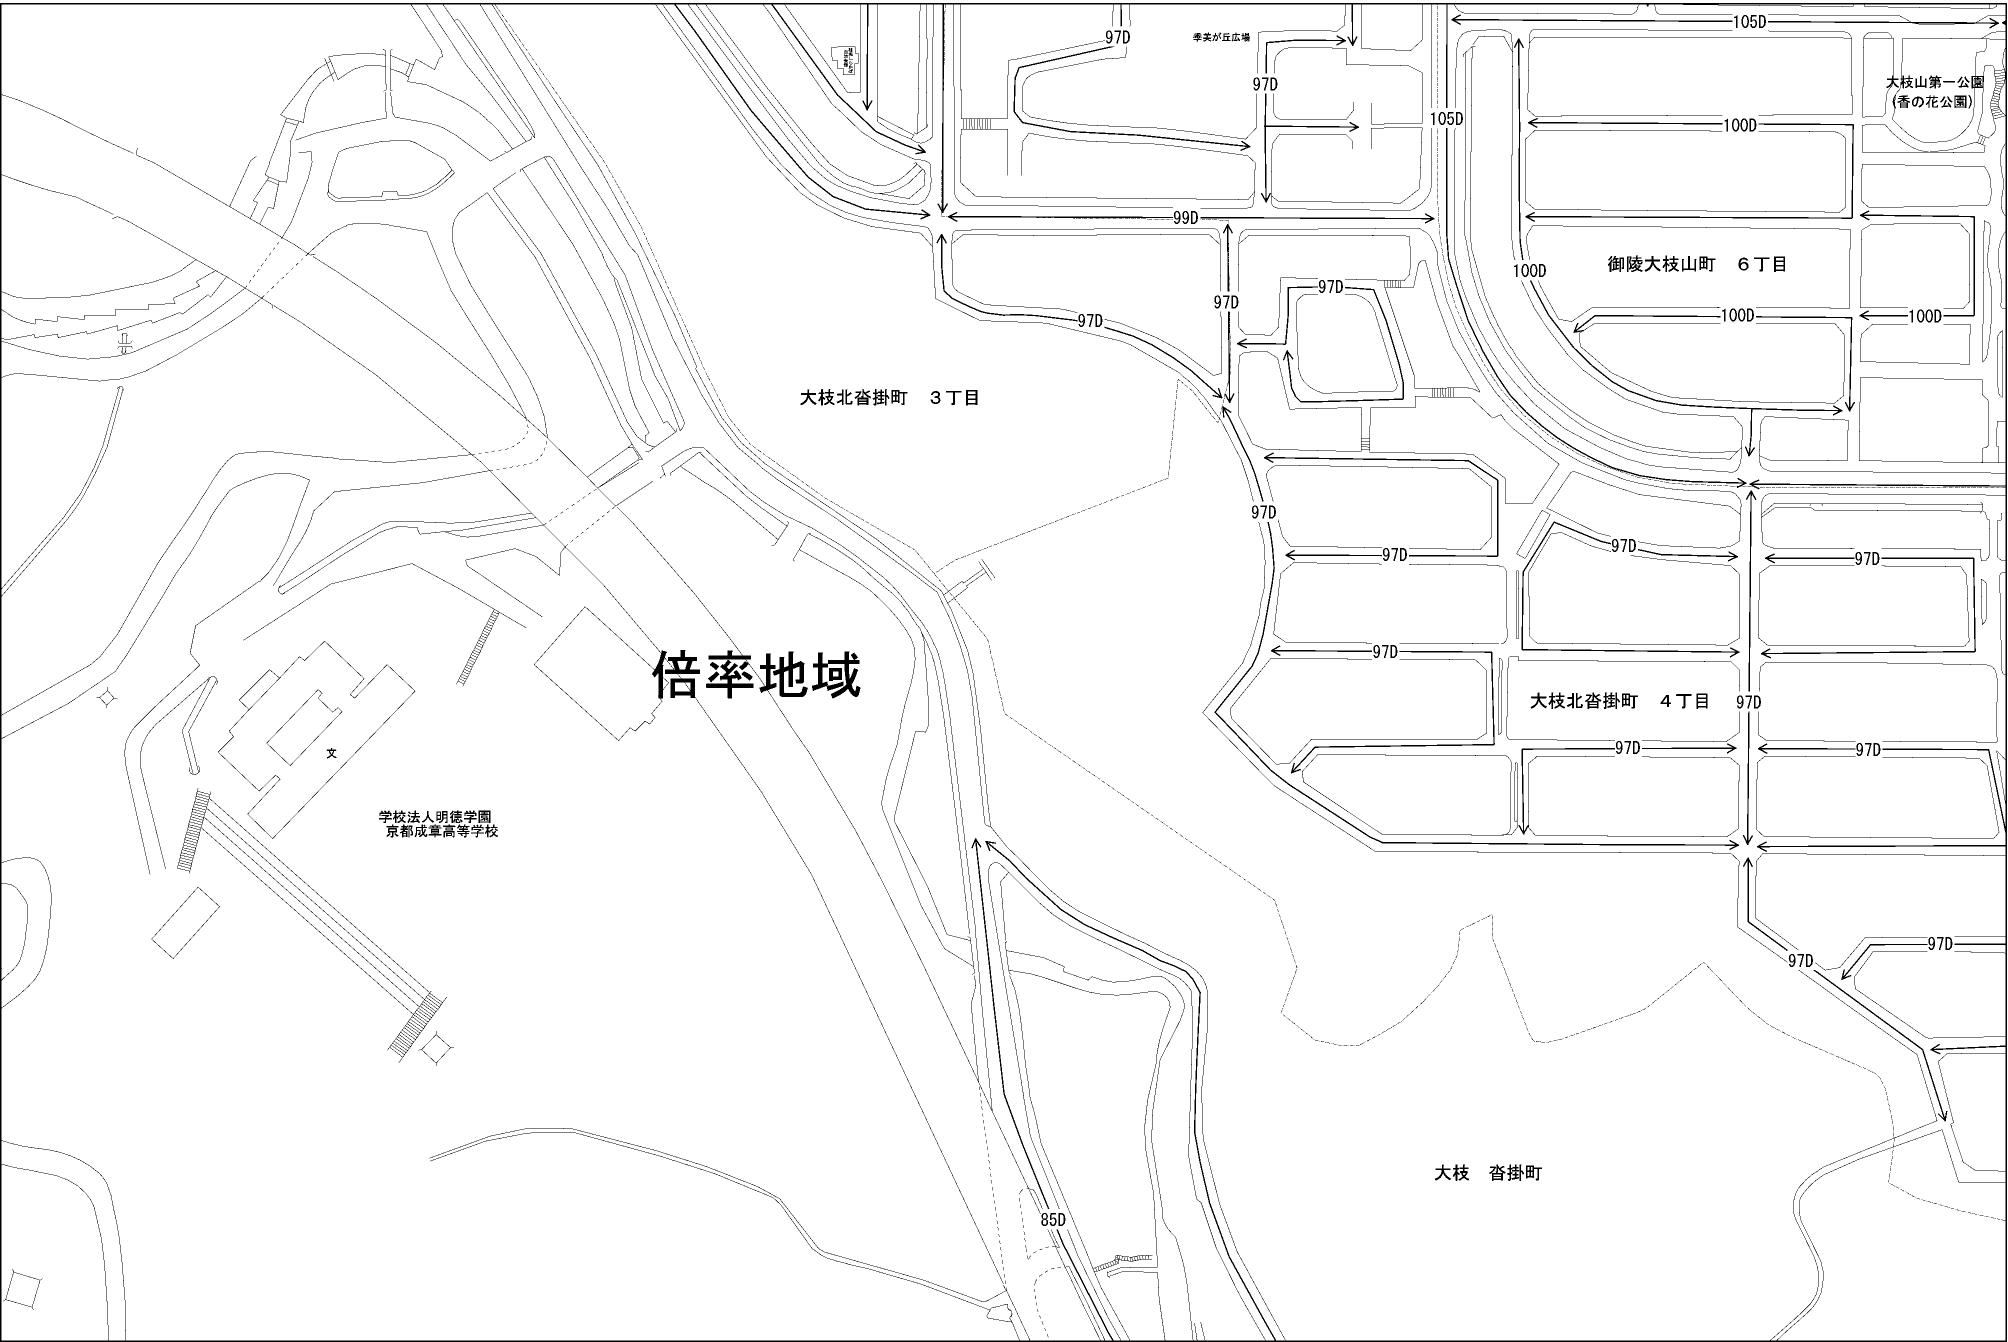 105D
97D
季美が丘広場
97D
大枝山第一公園
(香の花公園)
105D
100D
99D
御陵大枝山町　６丁目
100D
97D
97D
97D
100D
100D
大枝北沓掛町　３丁目
97D
97D
97D
97D
97D
倍率地域
大枝北沓掛町　４丁目
97D
97D
97D
文
学校法人明徳学園
京都成章高等学校
97D
97D
大枝　沓掛町
85D